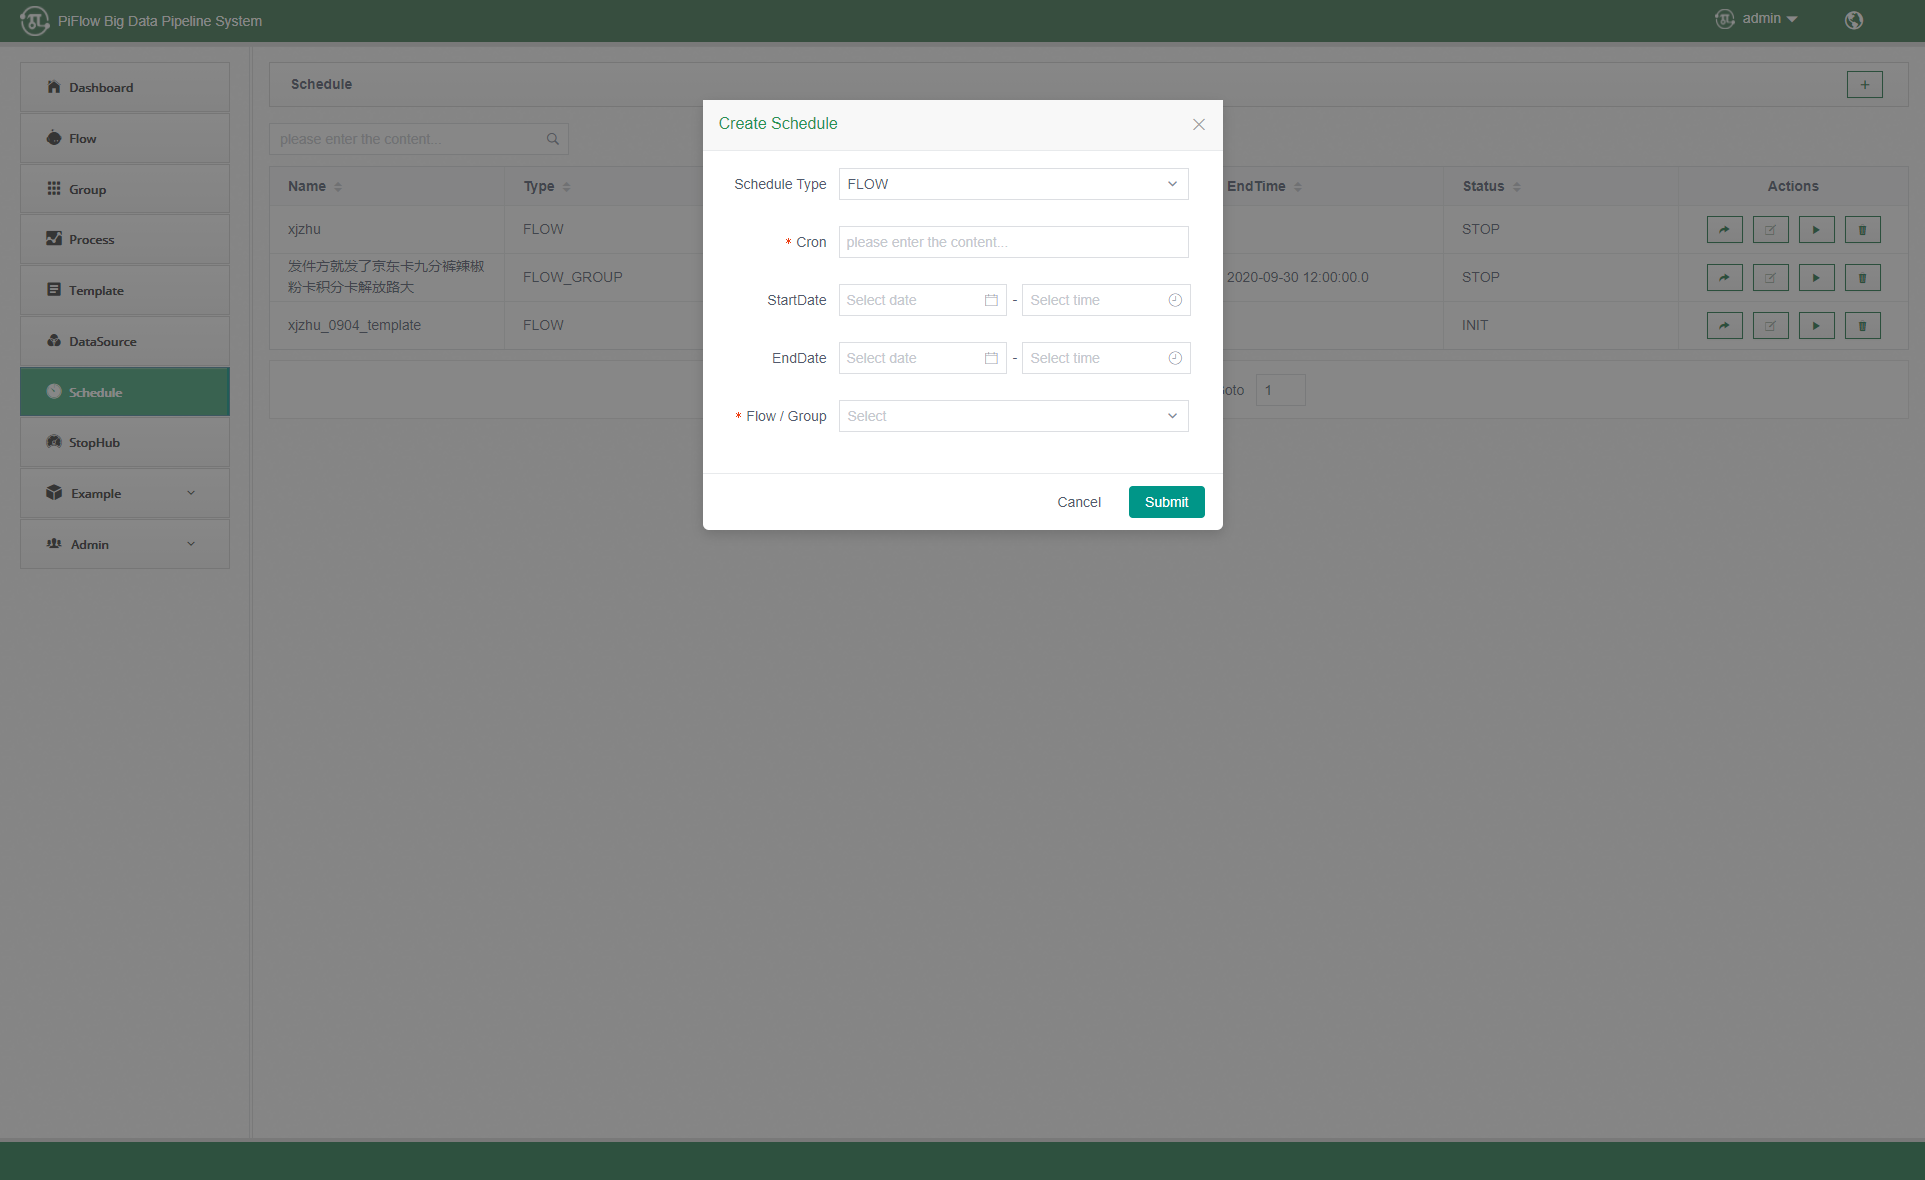 PiFlow Big Data Pipeline System
admin
Dashboard
Flow
Group
Process
Template
DataSource
Schedule
StopHub
Example
Admin
Schedule
+
please enter the content...
Name
Type
EndTime
Status
Actions
xjzhu
FLOW
STOP
发件方就发了京东卡九分裤辣椒
粉卡积分卡解放路大
FLOW_GROUP
2020-09-30 12:00:00.0
STOP
xjzhu_0904_template
FLOW
INIT
1
Create Schedule
Schedule Type
FLOW
* Cron
please enter the content...
StartDate
Select date
-
Select time
EndDate
Select date
-
Select time
* Flow / Group
Select
Cancel
Submit